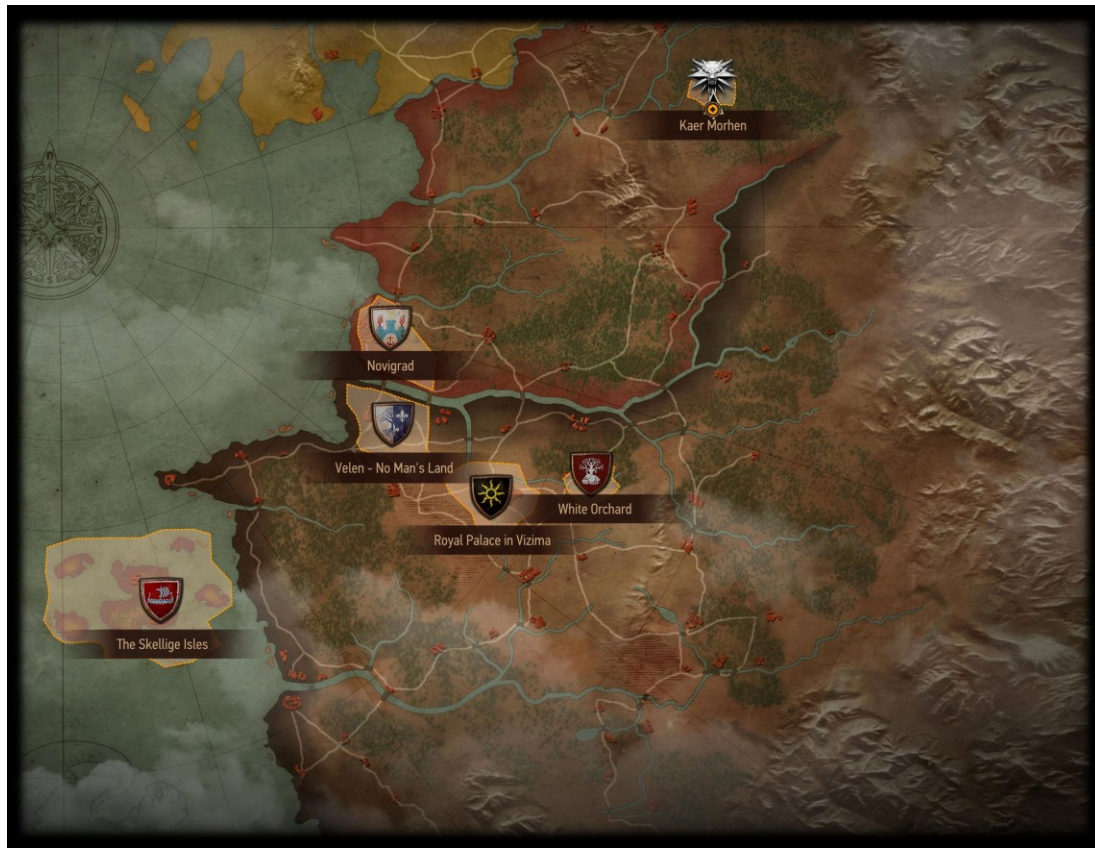 n
Kaer Morhen
Novigrad
Velen - No Man's Land
White Orchard
Royal Palace in Vizima
The Skellige Isles
S